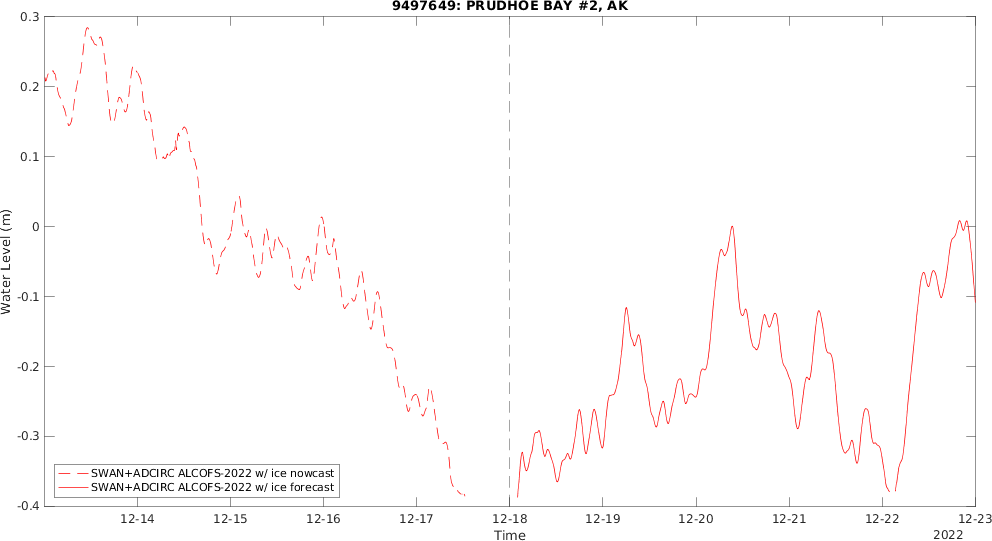 9497649: PRUDHOE BAY #2, AK
0.3
0.2
0.1
0
-0.1
-0.2
-0.3
-0.4
Water Level (m)
SWAN+ADCIRC ALCOFS-2022 w/ ice nowcast
SWAN+ADCIRC ALCOFS-2022 w/ ice forecast
12-14 12-15 12-16 12-17 12-18 12-19 12-20 12-21 12-22 12-23
Time
2022